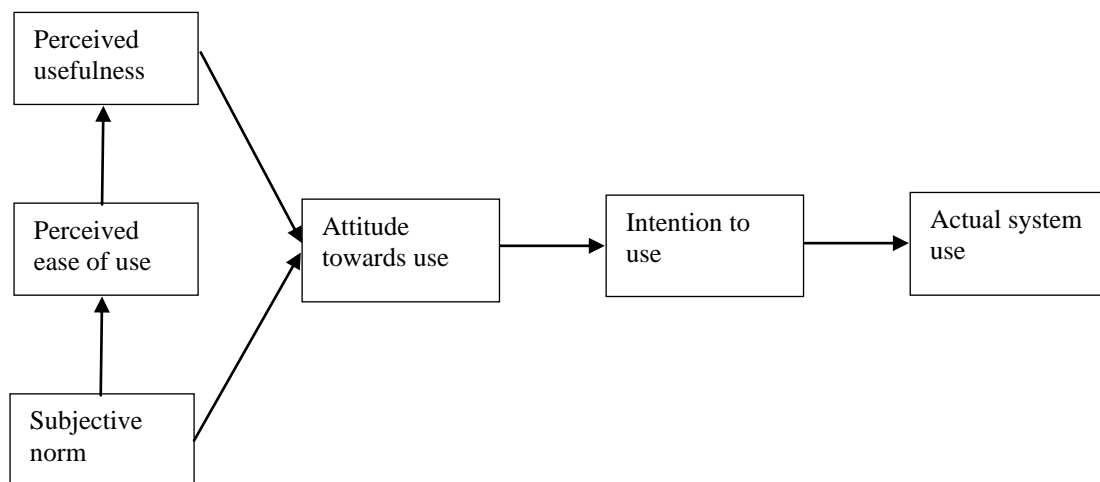 Perceived
usefulness
Perceived
ease of use
Subjective
norm
Attitude
towards use
Intention to
use
Actual system
use